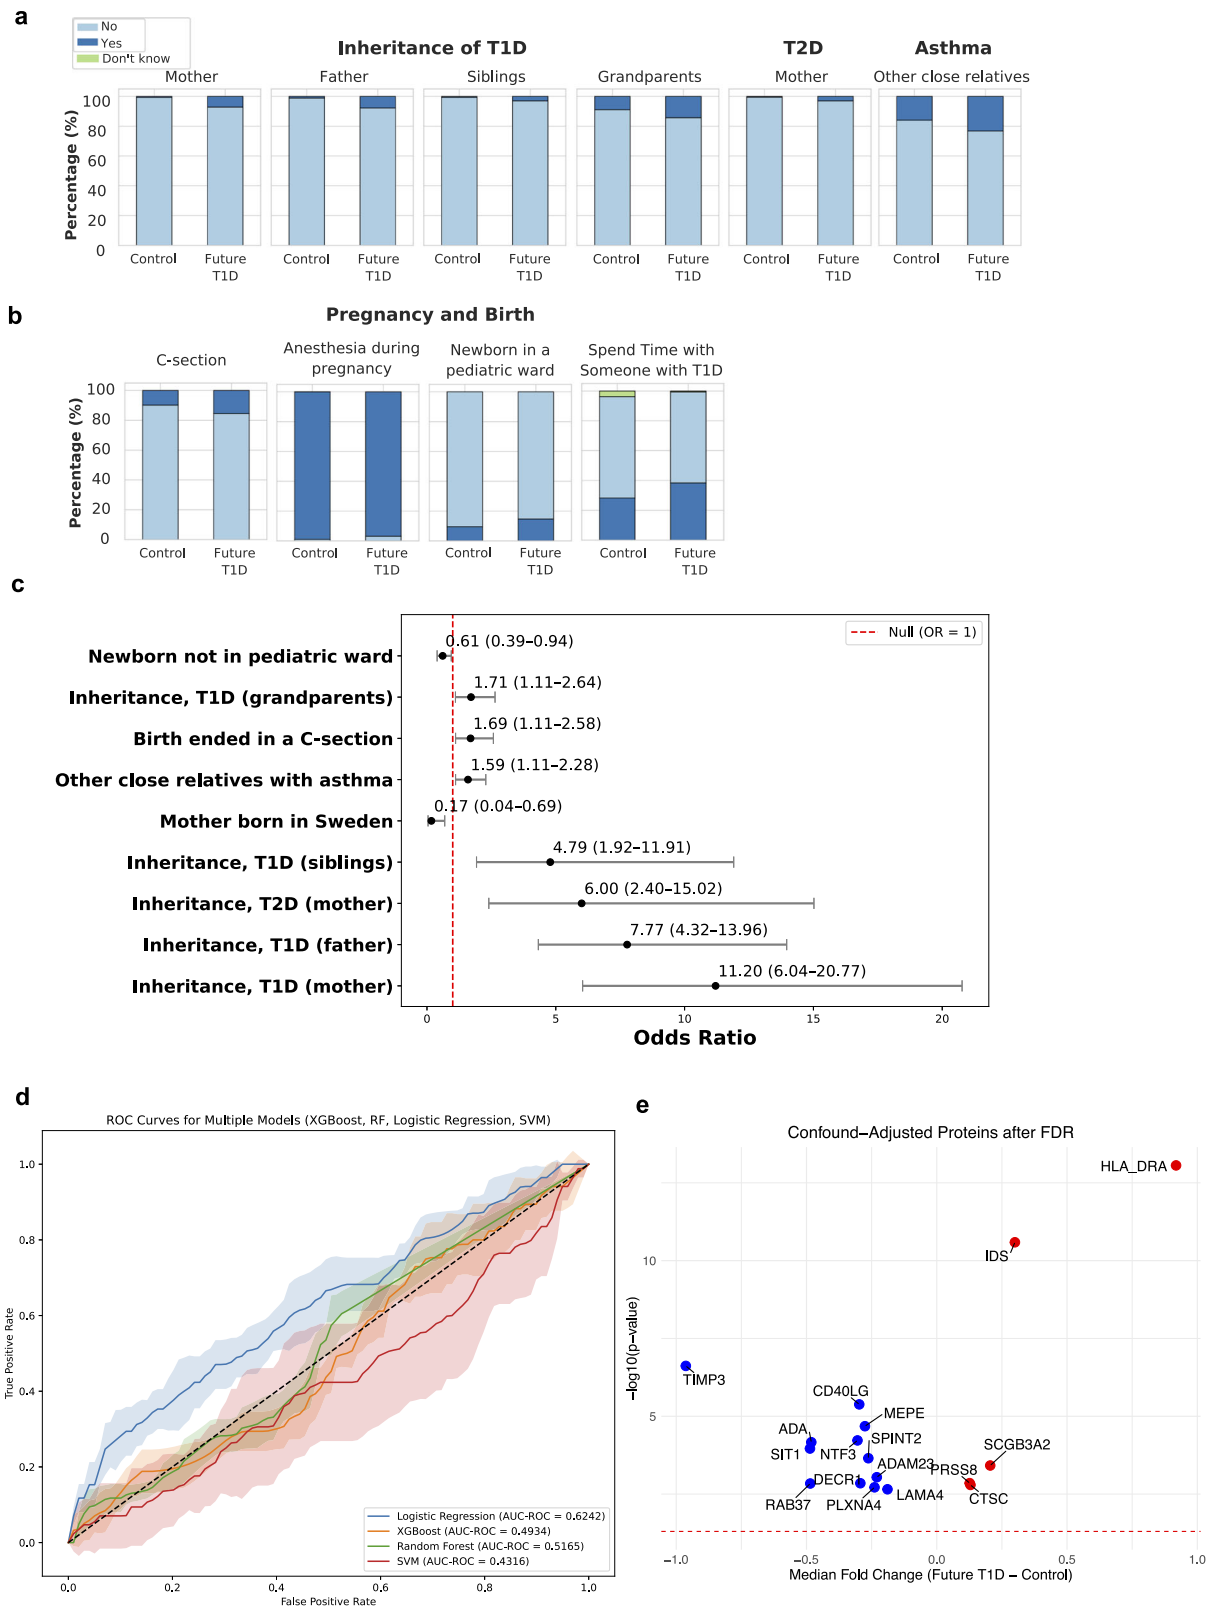 a
No
Yes
Don't know
Inheritance of T1D
T2D
Asthma
Mother
Father
Siblings
Grandparents
Mother
Other close relatives
Percentage (%)
100
80
60
40
20
0
Control
Future T1D
Control
Future T1D
Control
Future T1D
Control
Future T1D
Control
Future T1D
Control
Future T1D
b
Pregnancy and Birth
C-section
Anesthesia during
pregnancy
Newborn in a
pediatric ward
Spend Time with
Someone with T1D
Percentage (%)
100
80
60
40
20
0
Control
Future T1D
Control
Future T1D
Control
Future T1D
Control
Future T1D
c
Null (OR = 1)
Newborn not in pediatric ward
0.61 (0.39–0.94)
Inheritance, T1D (grandparents)
1.71 (1.11–2.64)
Birth ended in a C-section
1.69 (1.11–2.58)
Other close relatives with asthma
1.59 (1.11–2.28)
Mother born in Sweden
0.17 (0.04–0.69)
Inheritance, T1D (siblings)
4.79 (1.92–11.91)
Inheritance, T2D (mother)
6.00 (2.40–15.02)
Inheritance, T1D (father)
7.77 (4.32–13.96)
Inheritance, T1D (mother)
11.20 (6.04–20.77)
0 5 10 15 20
Odds Ratio
d
ROC Curves for Multiple Models (XGBoost, RF, Logistic Regression, SVM)
True Positive Rate
1.0
0.8
0.6
0.4
0.2
0.0
Logistic Regression (AUC-ROC = 0.6242)
XGBoost (AUC-ROC = 0.4934)
Random Forest (AUC-ROC = 0.5165)
SVM (AUC-ROC = 0.4316)
0.0 0.2 0.4 0.6 0.8 1.0
False Positive Rate
e
Confound−Adjusted Proteins after FDR
−log10(p−value)
10
5
HLA_DRA
IDS
TIMP3
CD40LG
MEPE
ADA
SIT1
NTF3
SPINT2
SCGB3A2
ADAM23
PRSS8
DECR1
RAB37
PLXNA4
LAMA4
CTSC
−1.0 −0.5 0.0 0.5 1.0
Median Fold Change (Future T1D − Control)